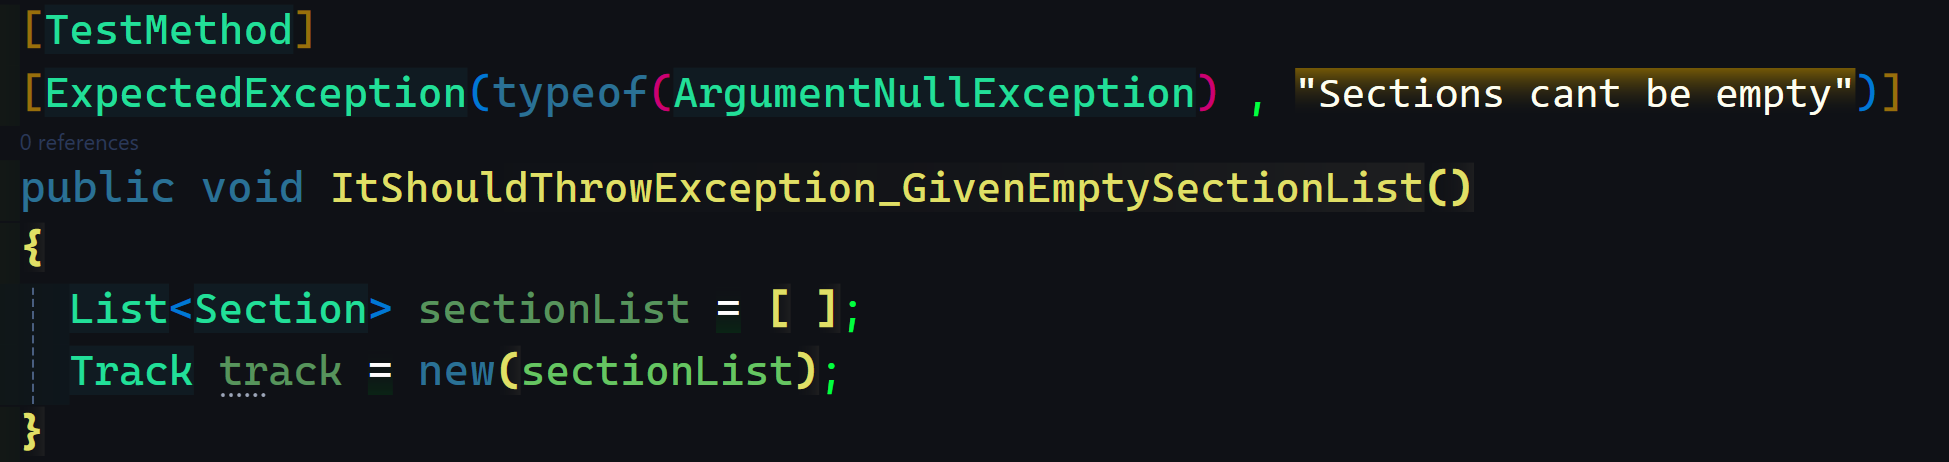 [TestMethod]
[ExpectedException(typeof(ArgumentNullException) , "Sections cant be empty")]
0 references
public void ItShouldThrowException_GivenEmptySectionList()
{
List<Section> sectionList = [ ];
Track track = new(sectionList);
}